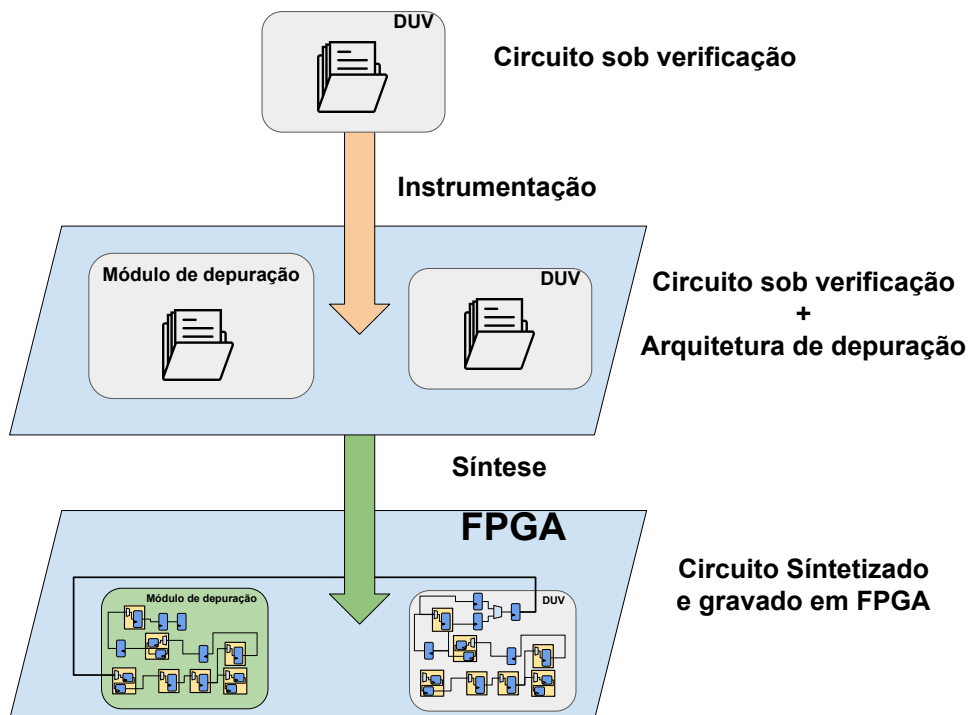 DUV
Circuito sob verificação
Instrumentação
Módulo de depuração
DUV
Circuito sob verificação
+
Arquitetura de depuração
Síntese
FPGA
Módulo de depuração
DUV
Circuito Síntetizado
e gravado em FPGA